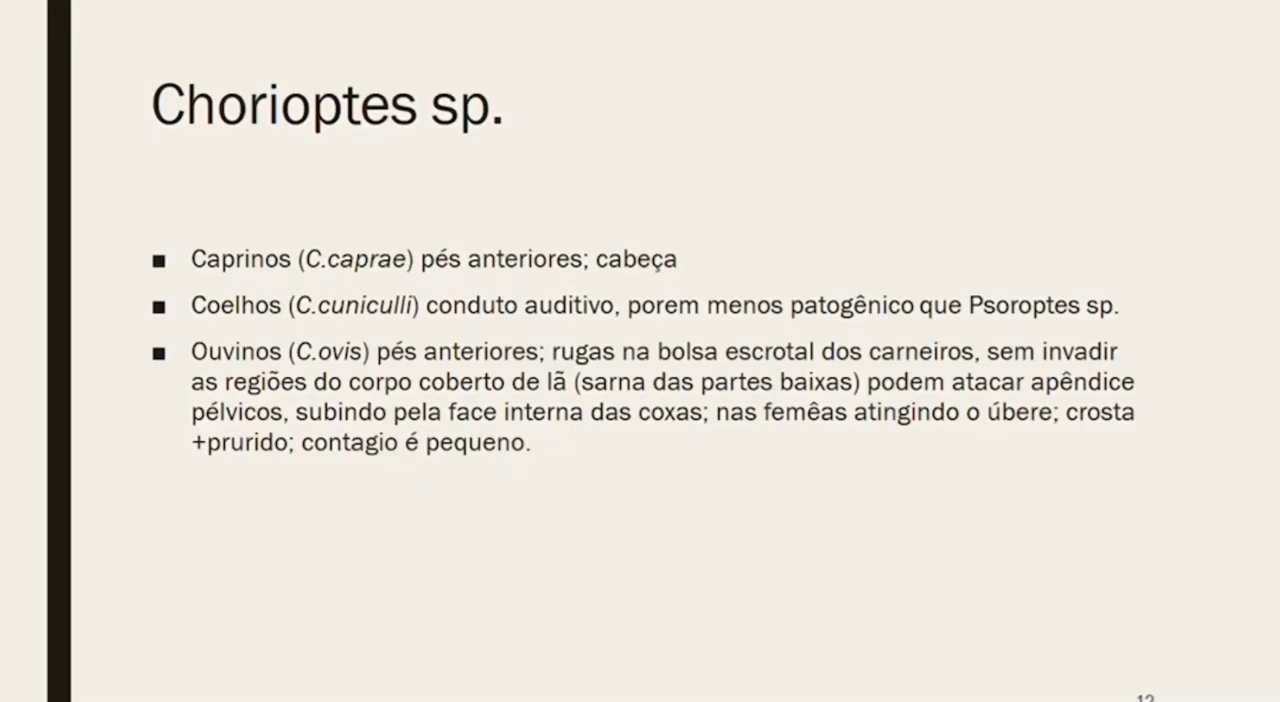 Chorioptes sp.
▪ Caprinos (C.caprae) pés anteriores; cabeça
▪ Coelhos (C.cuniculli) conduto auditivo, porem menos patogênico que Psoroptes sp.
▪ Ouvinos (C.ovis) pés anteriores; rugas na bolsa escrotal dos carneiros, sem invadir
as regiões do corpo coberto de lã (sarna das partes baixas) podem atacar apêndice
pélvicos, subindo pela face interna das coxas; nas femêas atingindo o úbere; crosta
+prurido; contagio é pequeno.